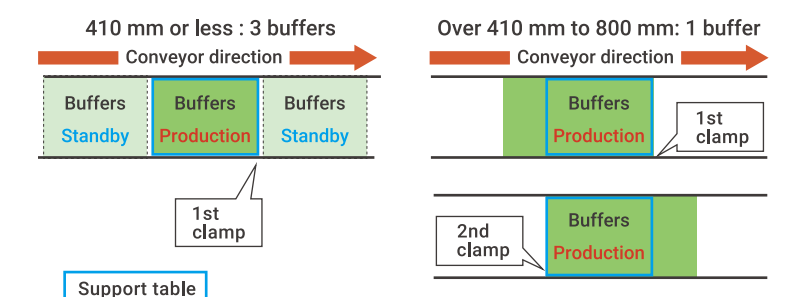 410 mm or less : 3 buffers
Conveyor direction
Buffers
Standby
Buffers
Production
Buffers
Standby
1st
clamp
Support table
Over 410 mm to 800 mm: 1 buffer
Conveyor direction
Buffers
Production
1st
clamp
2nd
clamp
Buffers
Production